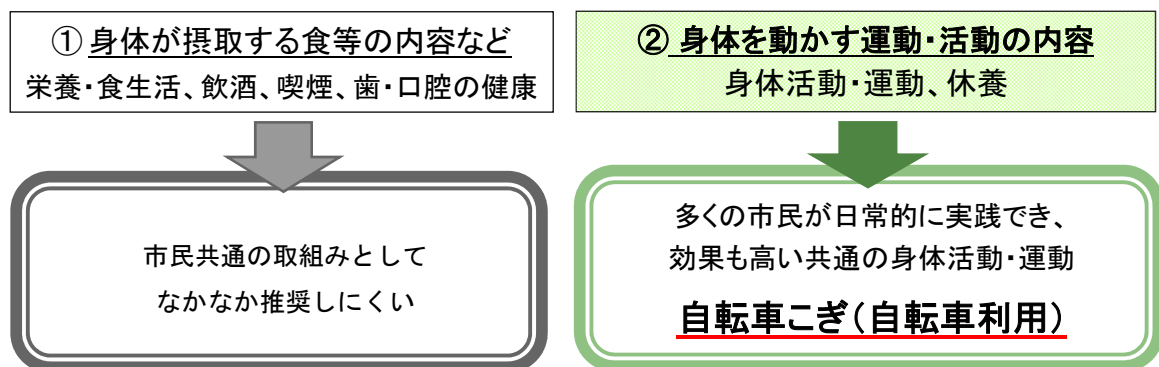 ① 身体が摂取する食等の内容など
栄養・食生活、飲酒、喫煙、歯・口腔の健康
市民共通の取組みとして
なかなか推奨しにくい
② 身体を動かす運動・活動の内容
身体活動・運動、休養
多くの市民が日常的に実践でき、
効果も高い共通の身体活動・運動
自転車こぎ（自転車利用）